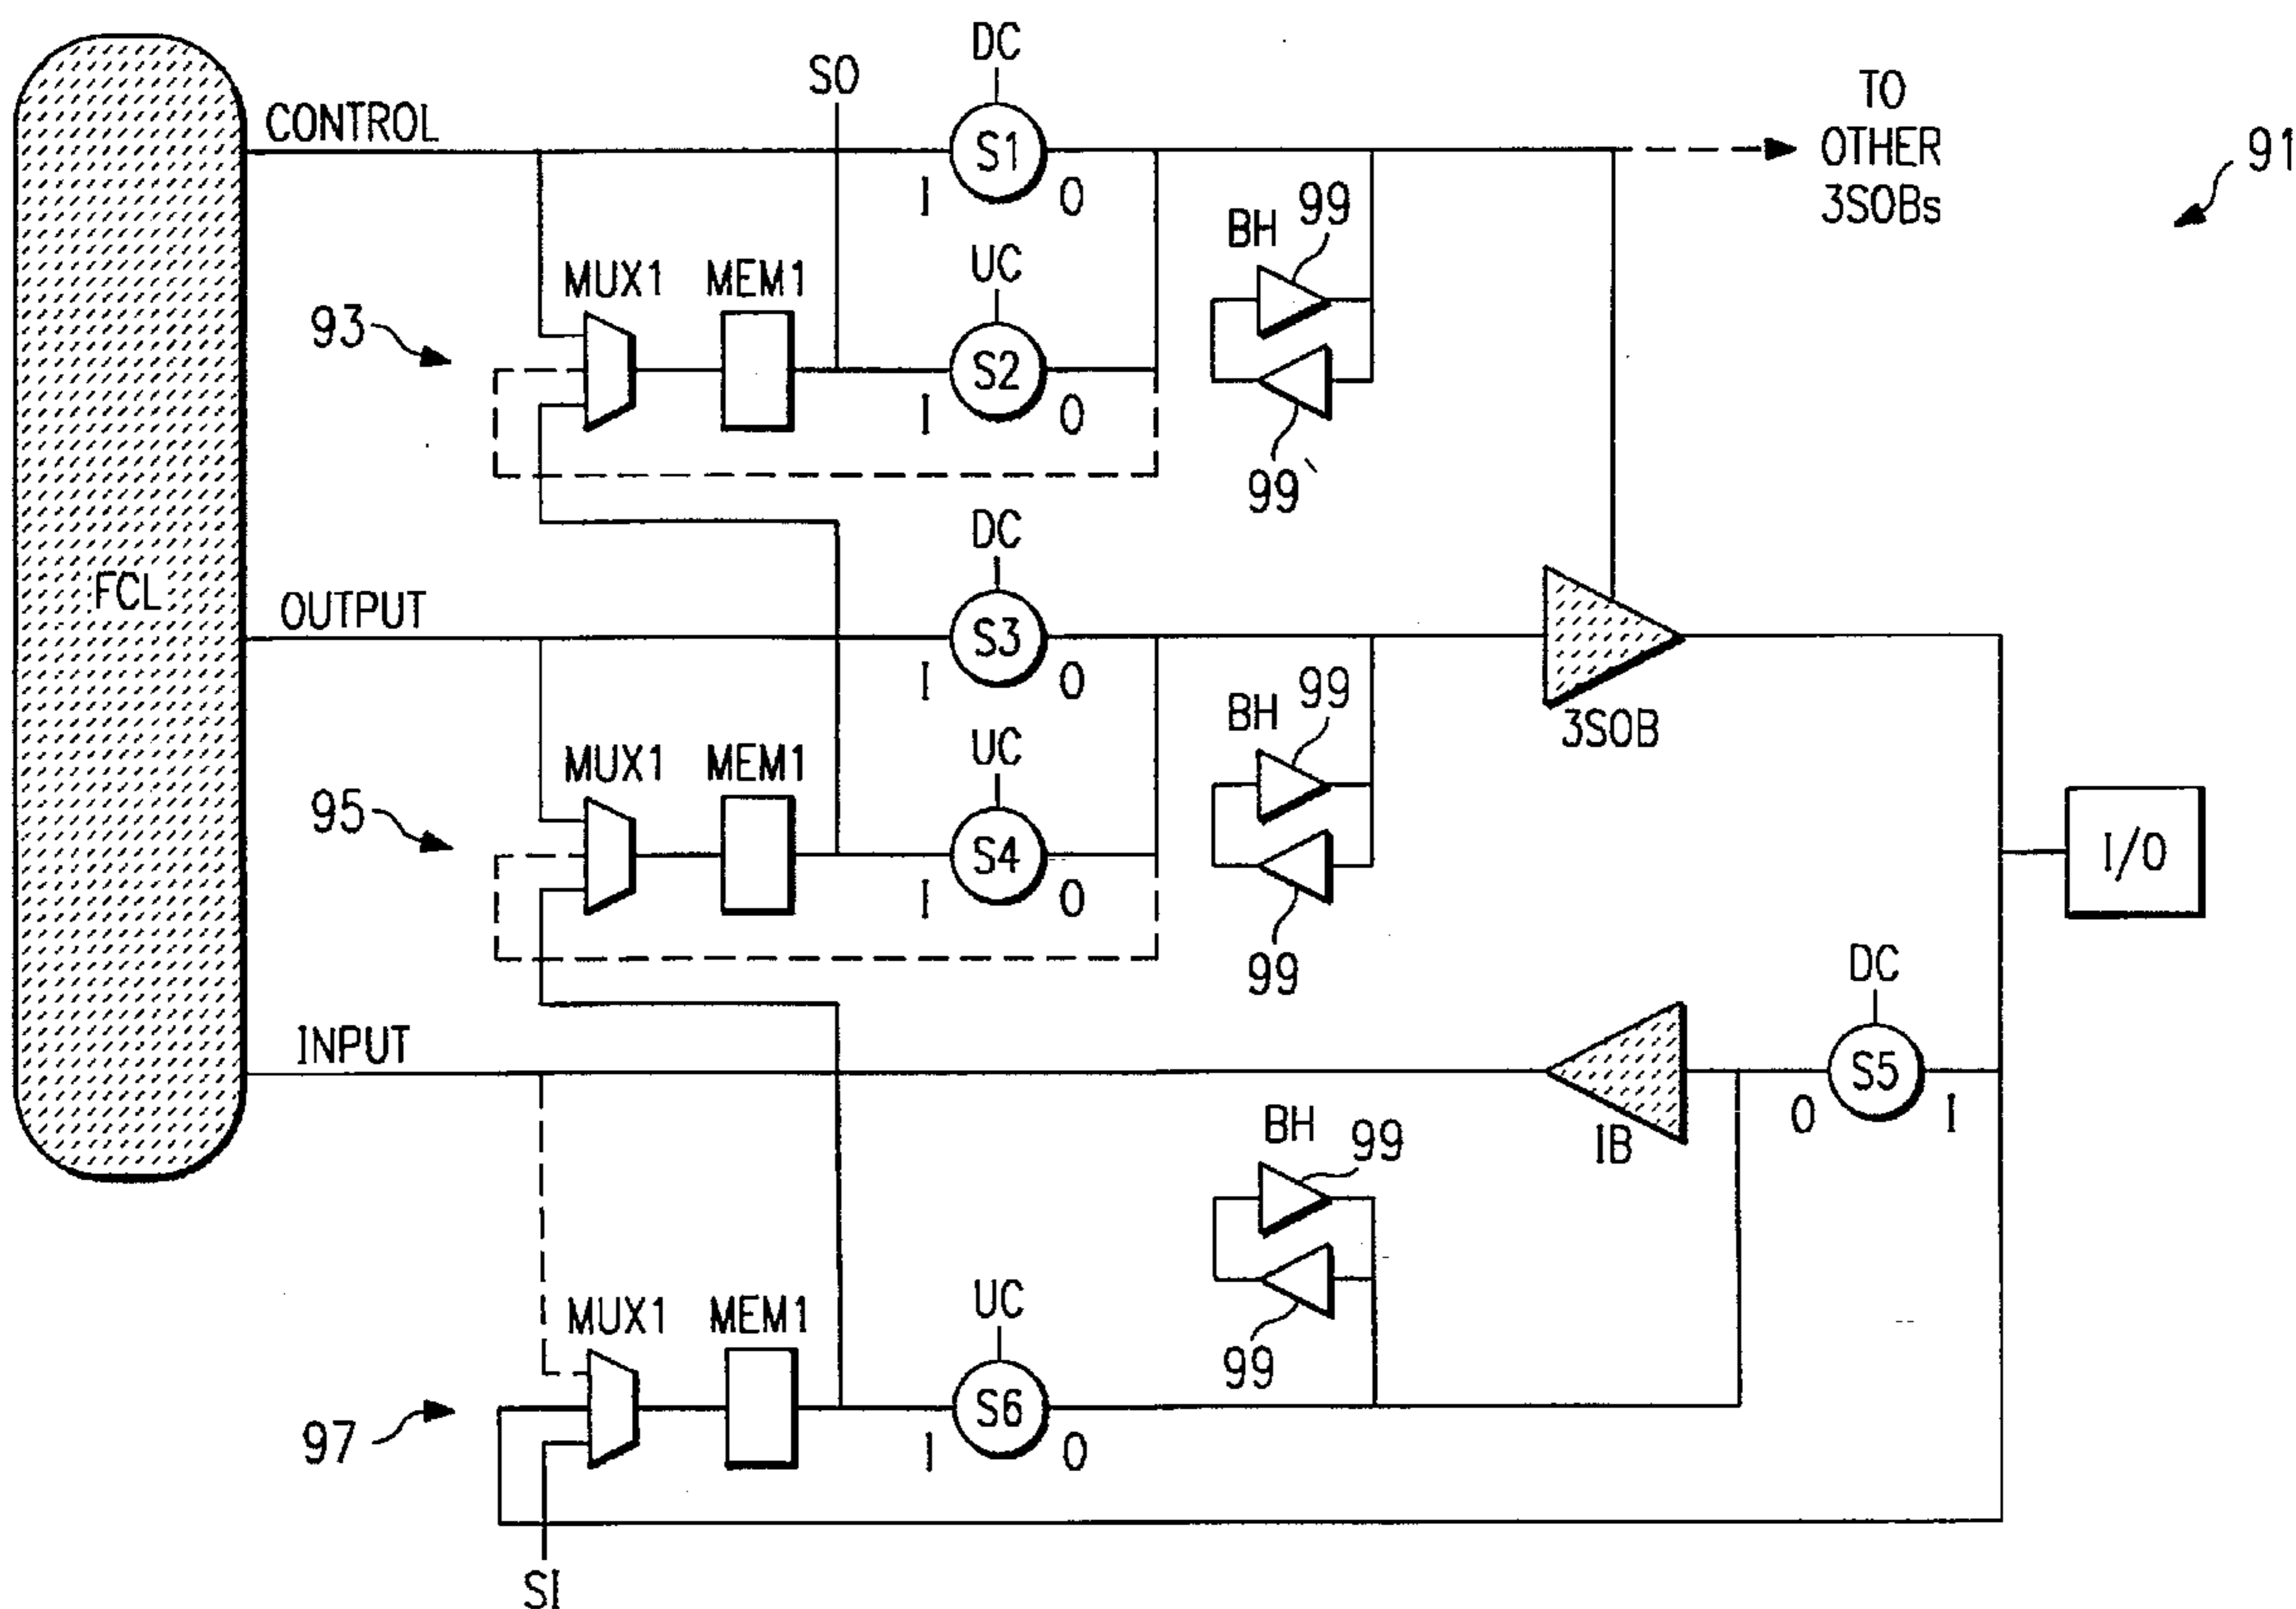 DC
SO
CONTROL
S1
I
O
TO
OTHER
3SOBs
91
BH
99
UC
MUX1
MEM1
93
S2
I
O
99
DC
FCL
OUTPUT
S3
I
O
3SOB
BH
99
UC
MUX1
MEM1
95
S4
I
O
99
I/O
DC
INPUT
S5
O
I
IB
BH
99
UC
MUX1
MEM1
99
97
S6
I
O
SI